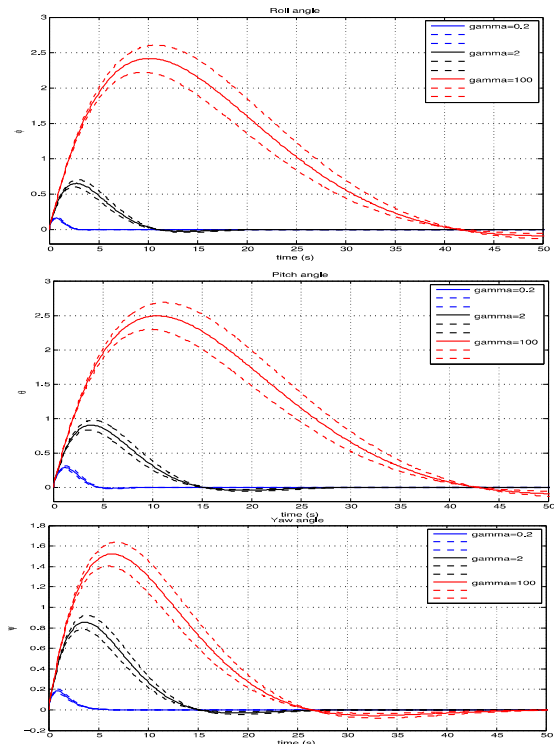 Roll angle
3
2.5
2
1.5
1
0.5
0
ϕ
gamma=0.2
gamma=2
gamma=100
0 5 10 15 20 25 30 35 40 45 50
time (s)
Pitch angle
3
2.5
2
1.5
1
0.5
0
θ
gamma=0.2
gamma=2
gamma=100
0 5 10 15 20 25 30 35 40 45 50
time (s)
Yaw angle
1.8
1.6
1.4
1.2
1
0.8
0.6
0.4
0.2
0
−0.2
ψ
gamma=0.2
gamma=2
gamma=100
0 5 10 15 20 25 30 35 40 45 50
time (s)